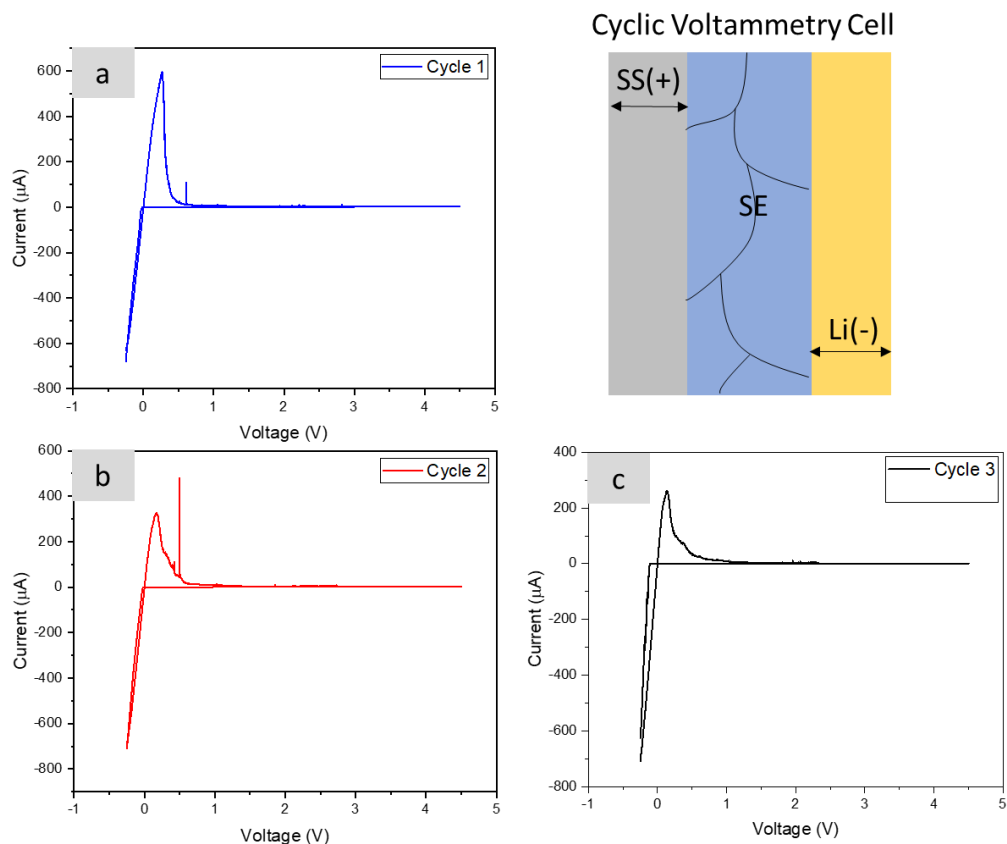 a
Cycle 1
600
400
200
0
-200
-400
-600
-800
-1
0
1
2
3
4
5
Current (µA)
Voltage (V)
Cyclic Voltammetry Cell
SS(+)
SE
Li(-)
b
Cycle 2
600
400
200
0
-200
-400
-600
-800
-1
0
1
2
3
4
5
Current (µA)
Voltage (V)
c
Cycle 3
400
200
0
-200
-400
-600
-800
-1
0
1
2
3
4
5
Current (µA)
Voltage (V)